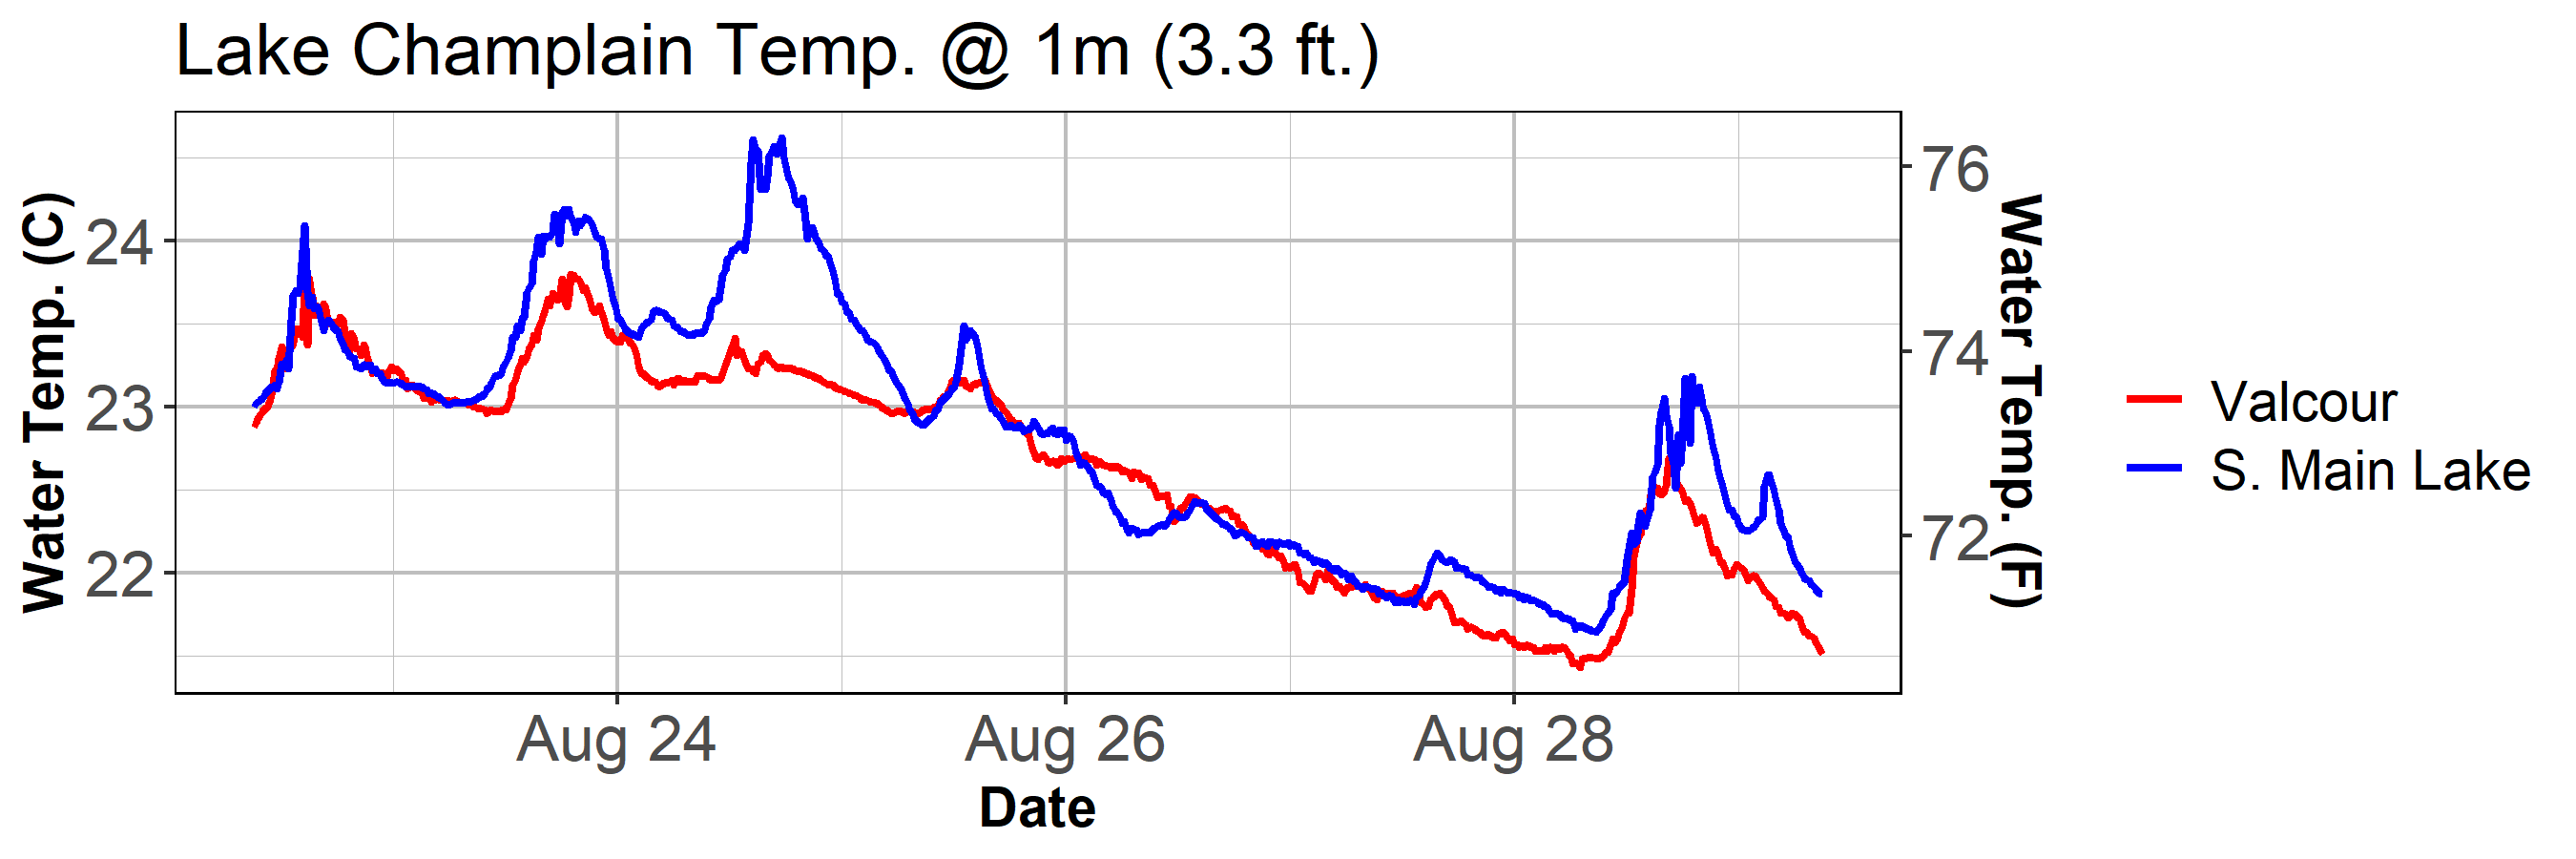 Lake Champlain Temp. @ 1m (3.3 ft.)
Water Temp. (C)
24
23
22
76
74
72
Water Temp. (F)
Aug 24
Aug 26
Aug 28
Date
Valcour
S. Main Lake